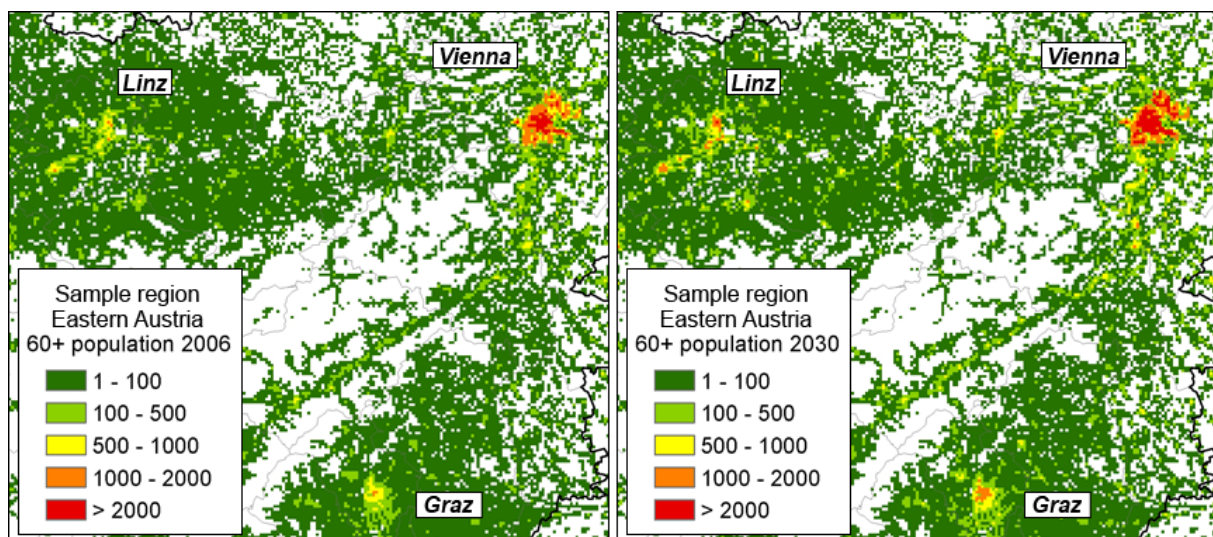 Linz
Vienna
Sample region
Eastern Austria
60+ population 2006
1 - 100
100 - 500
500 - 1000
1000 - 2000
> 2000
Graz
Linz
Vienna
Sample region
Eastern Austria
60+ population 2030
1 - 100
100 - 500
500 - 1000
1000 - 2000
> 2000
Graz